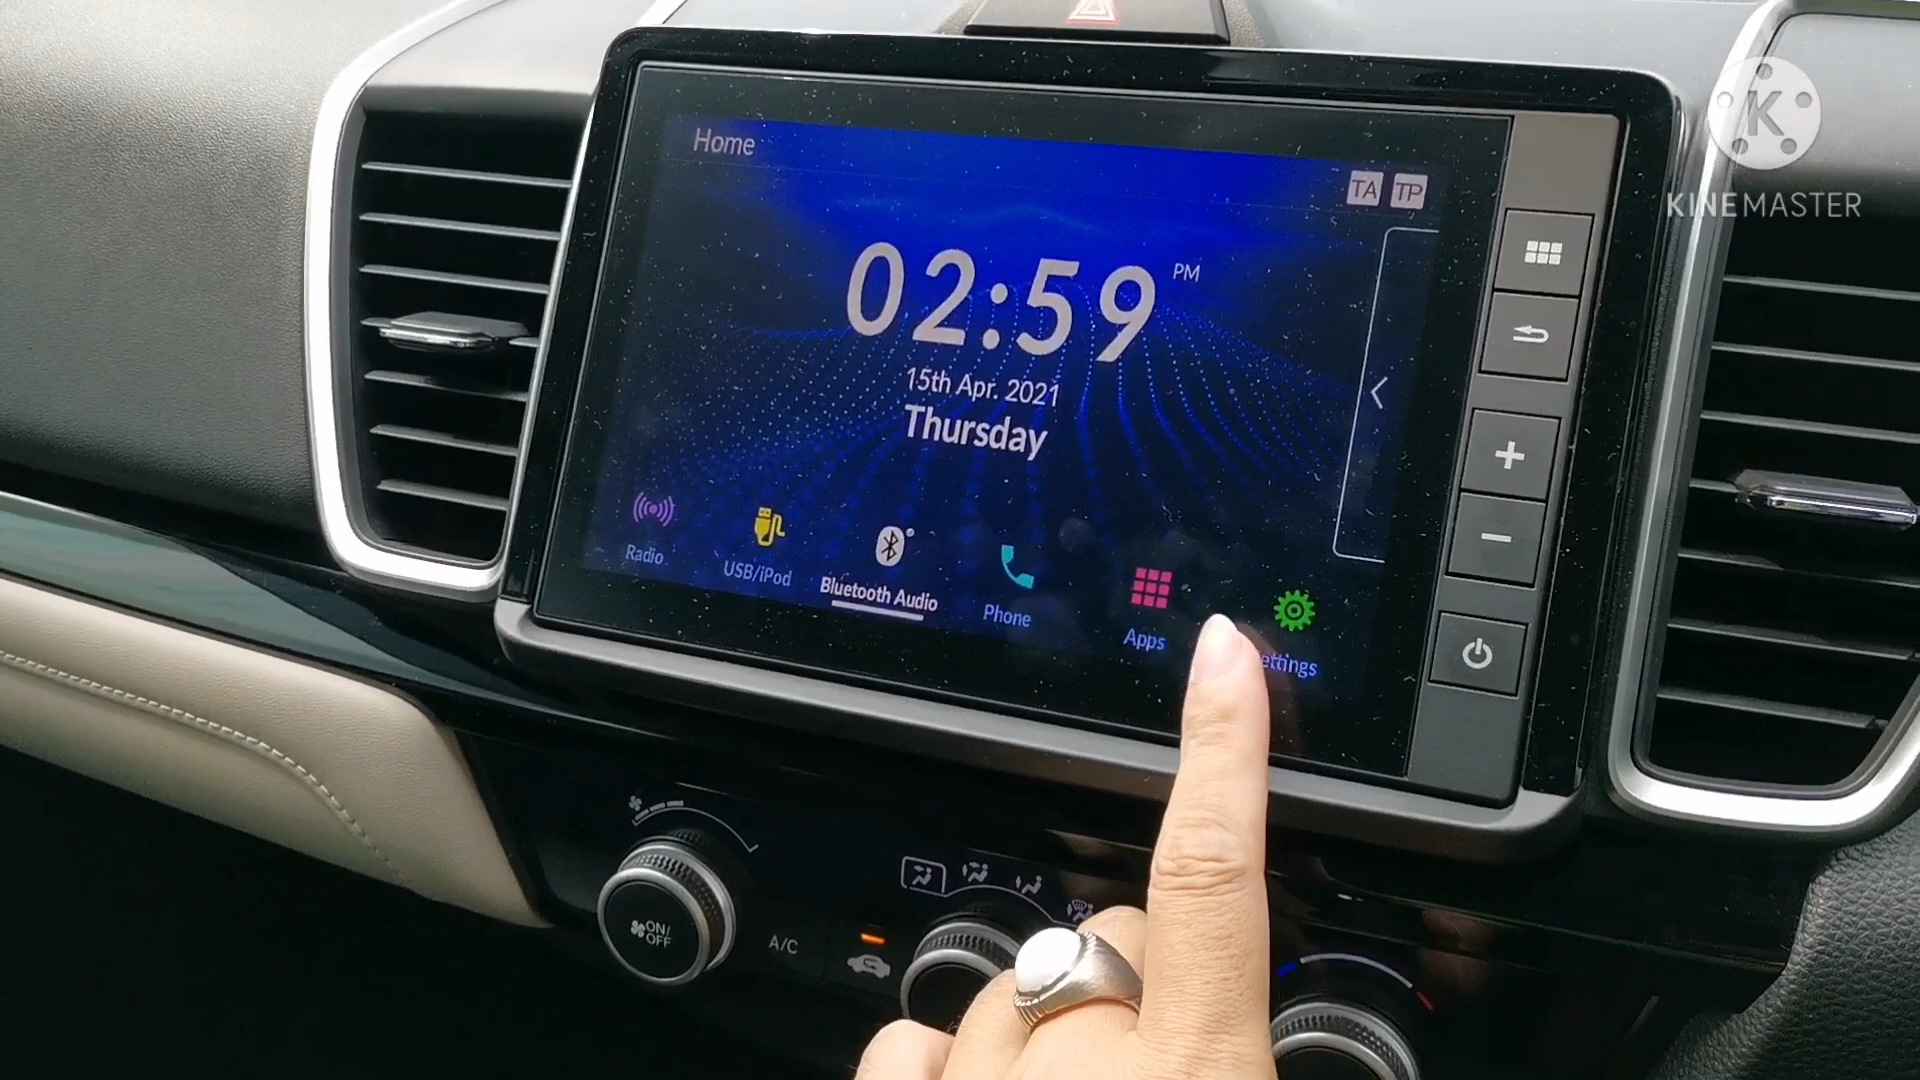 Home
TA TP
02:59 PM
15th Apr. 2021
Thursday
Radio
USB/iPod
Bluetooth Audio
Phone
Apps
ettings
K
KINEMASTER
ON/
OFF
A/C